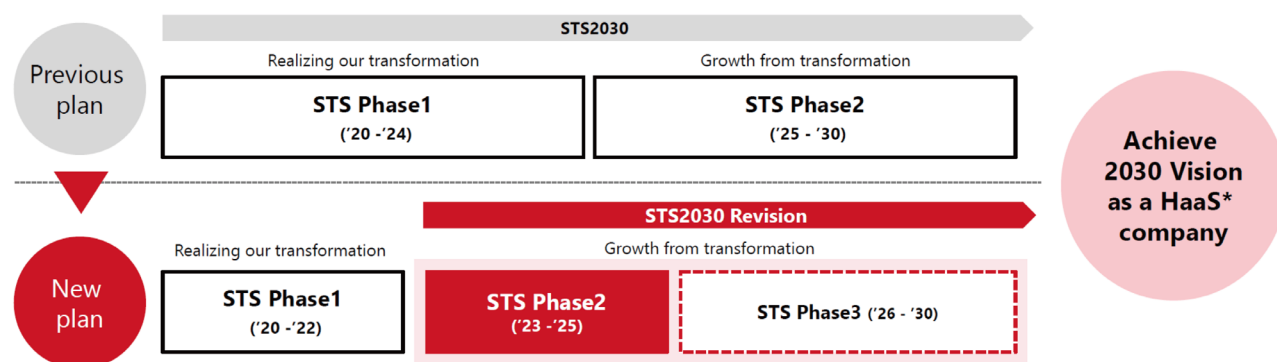 STS2030
Previous
plan
Realizing our transformation
Growth from transformation
STS Phase1
('20 -'24)
STS Phase2
('25 - '30)
Achieve
2030 Vision
as a HaaS*
company
STS2030 Revision
New
plan
Realizing our transformation
Growth from transformation
STS Phase1
('20 -'22)
STS Phase2
('23 -'25)
STS Phase3 ('26 - '30)